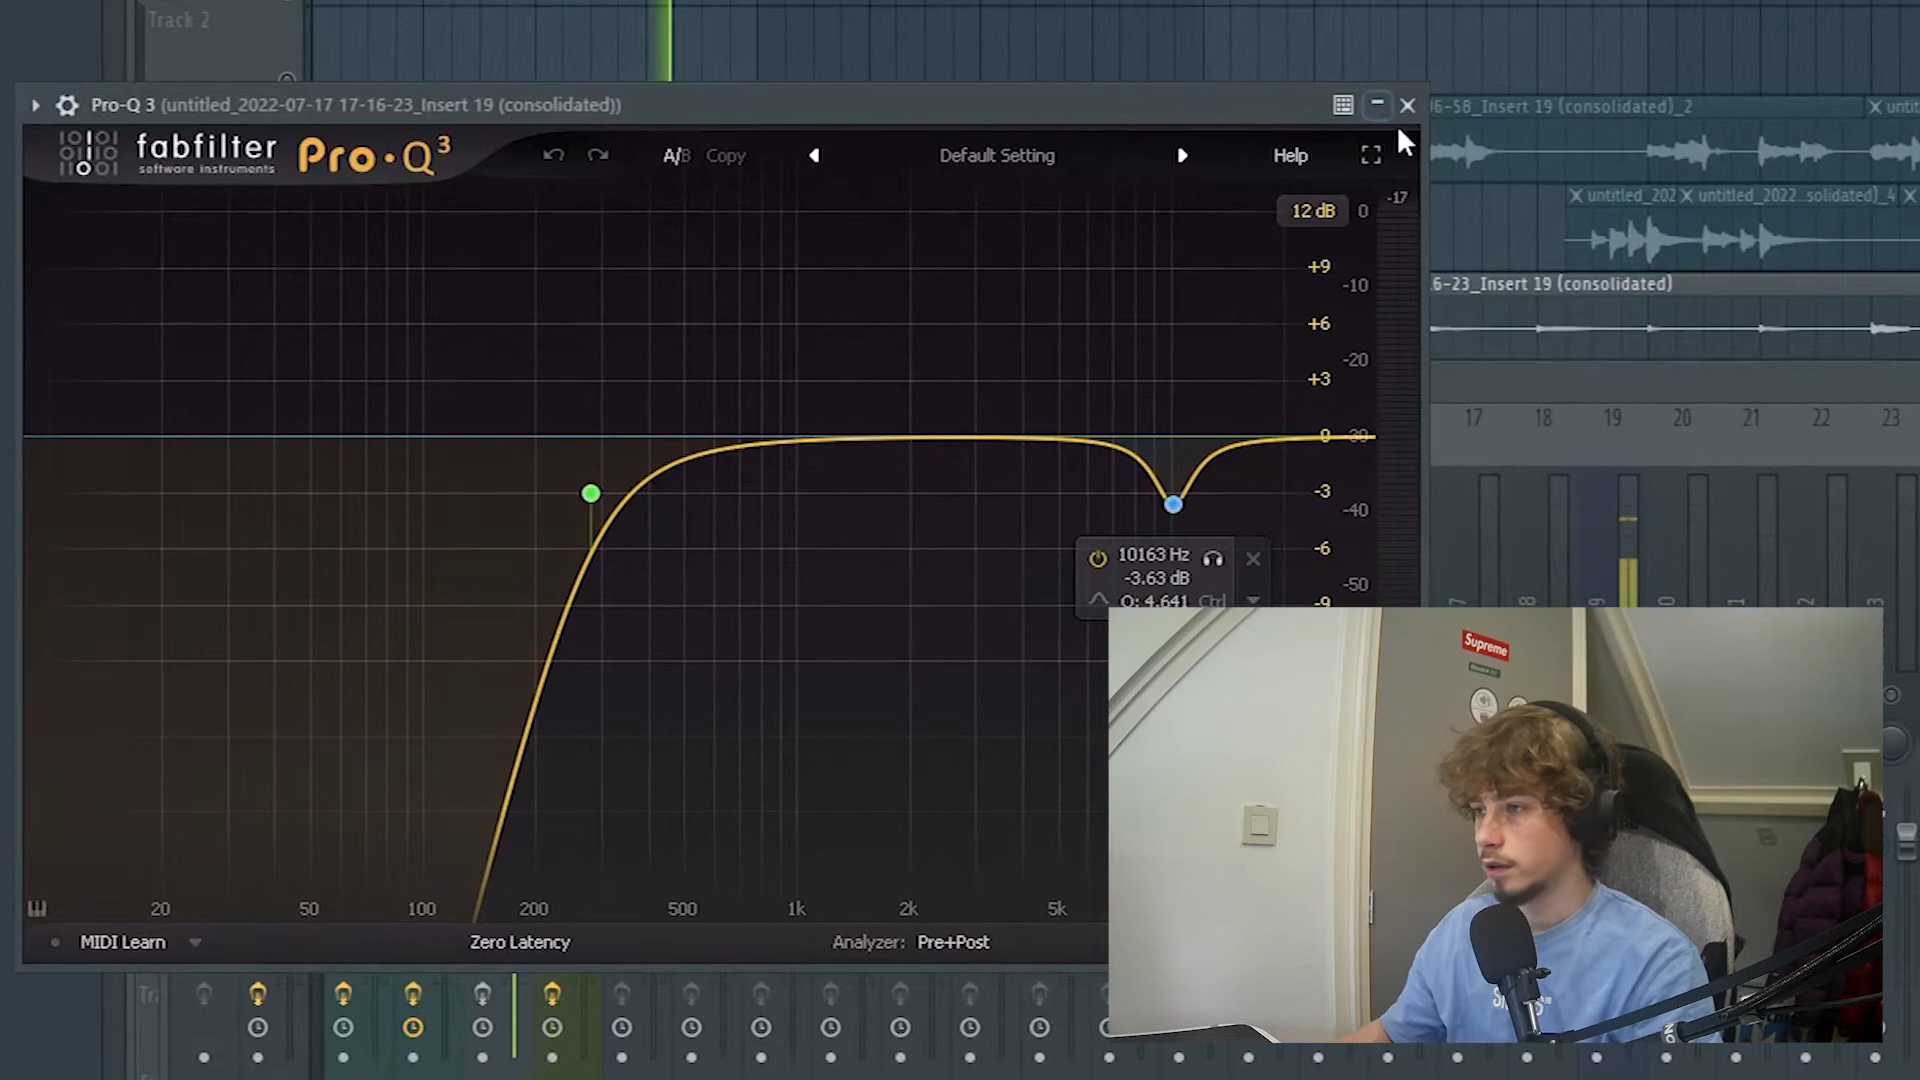 Track 2
Pro-Q 3 (untitled_2022-07-17 17-16-23_Insert 19 (consolidated))
6-58_Insert 19 (consolidated)_2
fabfilter
software instruments
Pro·Q3
A/B Copy
Default Setting
Help
-17
12 dB 0
untitled_202
untitled_2022...solidated)_4
+9
-10
6-23_Insert 19 (consolidated)
+6
-20
+3
17 18 19 20 21 22 23
0 -30
-3
-40
-6
10163 Hz
-3.63 dB
-50
Q: 4.641 Ctrl
-9
Supreme
20 50 100 200 500 1k 2k 5k
MIDI Learn
Zero Latency
Analyzer: Pre+Post